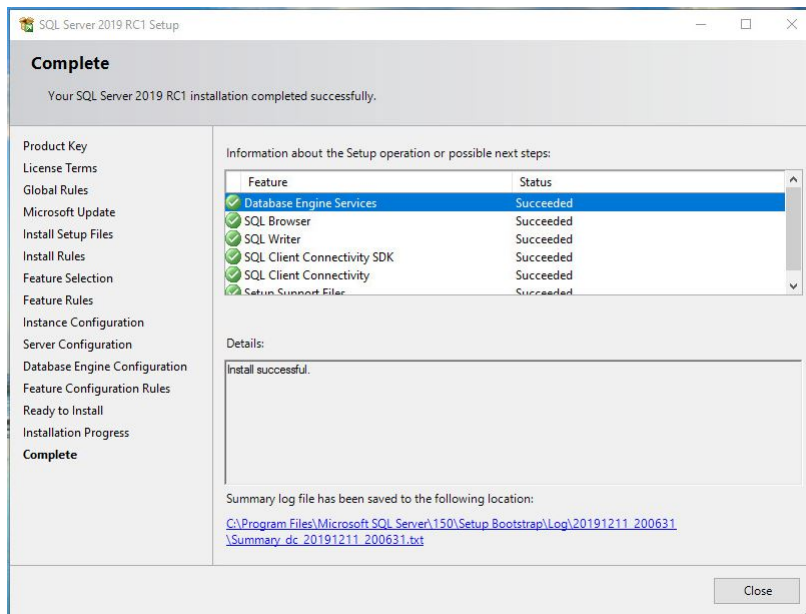 SQL Server 2019 RC1 Setup
Complete
Your SQL Server 2019 RC1 installation completed successfully.
Product Key
License Terms
Global Rules
Microsoft Update
Install Setup Files
Install Rules
Feature Selection
Feature Rules
Instance Configuration
Server Configuration
Database Engine Configuration
Feature Configuration Rules
Ready to Install
Installation Progress
Complete
Information about the Setup operation or possible next steps:
Feature Status
Database Engine Services Succeeded
SQL Browser Succeeded
SQL Writer Succeeded
SQL Client Connectivity SDK Succeeded
SQL Client Connectivity Succeeded
Setup Support Files Succeeded
Details:
Install successful.
Summary log file has been saved to the following location:
C:\Program Files\Microsoft SQL Server\150\Setup Bootstrap\Log\20191211_200631
\Summary_dc_20191211_200631.txt
Close